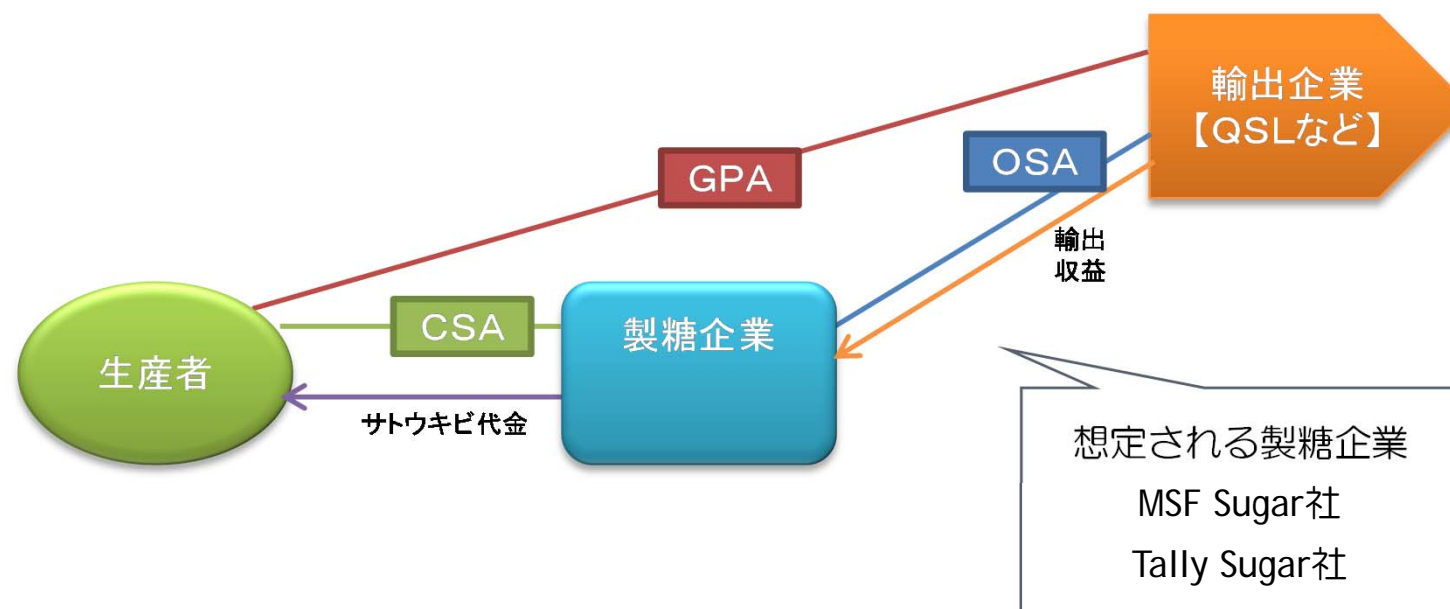 輸出企業
【QSLなど】
GPA
OSA
輸出
収益
CSA
製糖企業
生産者
サトウキビ代金
想定される製糖企業
MSF Sugar社
Tally Sugar社